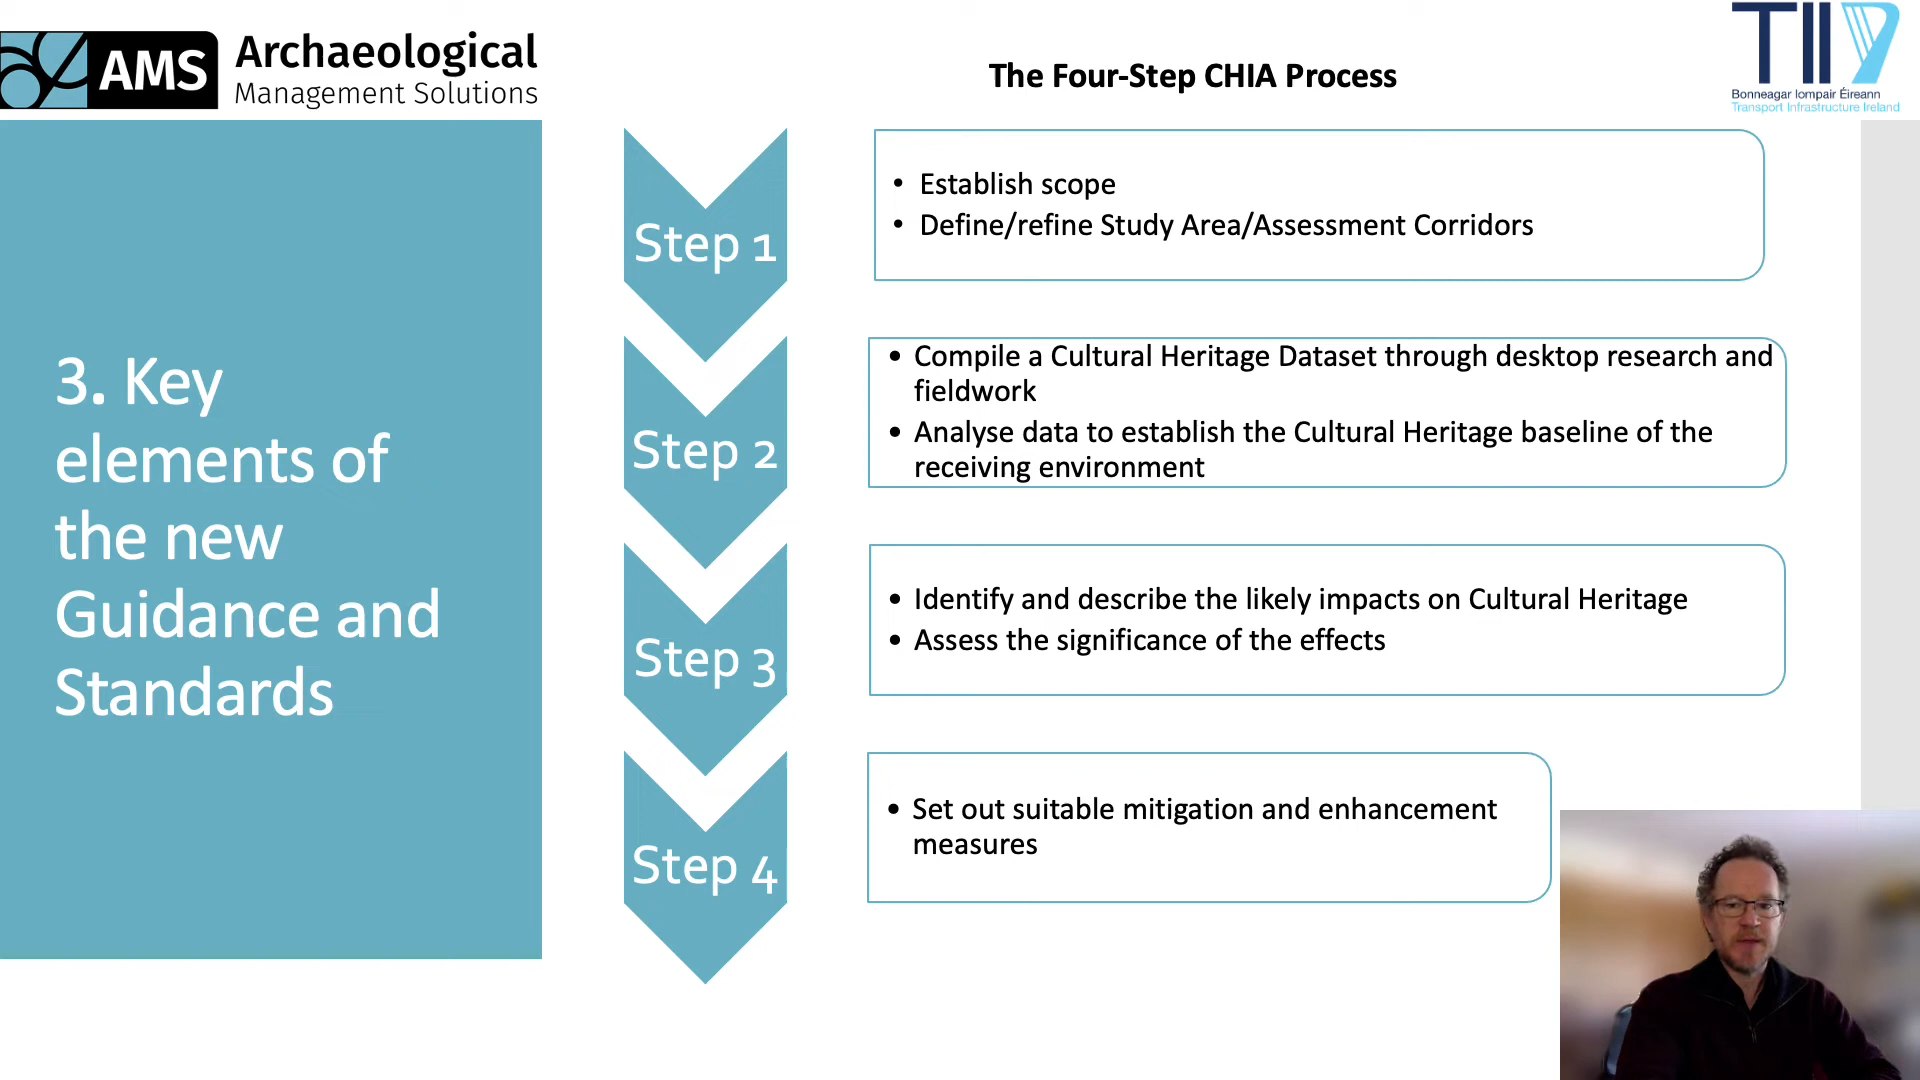 AMS
Archaeological
Management Solutions
The Four-Step CHIA Process
TII
Bonneagar Iompair Éireann
Transport Infrastructure Ireland
3. Key
elements of
the new
Guidance and
Standards
Step 1
• Establish scope
• Define/refine Study Area/Assessment Corridors
Step 2
• Compile a Cultural Heritage Dataset through desktop research and
fieldwork
• Analyse data to establish the Cultural Heritage baseline of the
receiving environment
Step 3
• Identify and describe the likely impacts on Cultural Heritage
• Assess the significance of the effects
Step 4
• Set out suitable mitigation and enhancement
measures